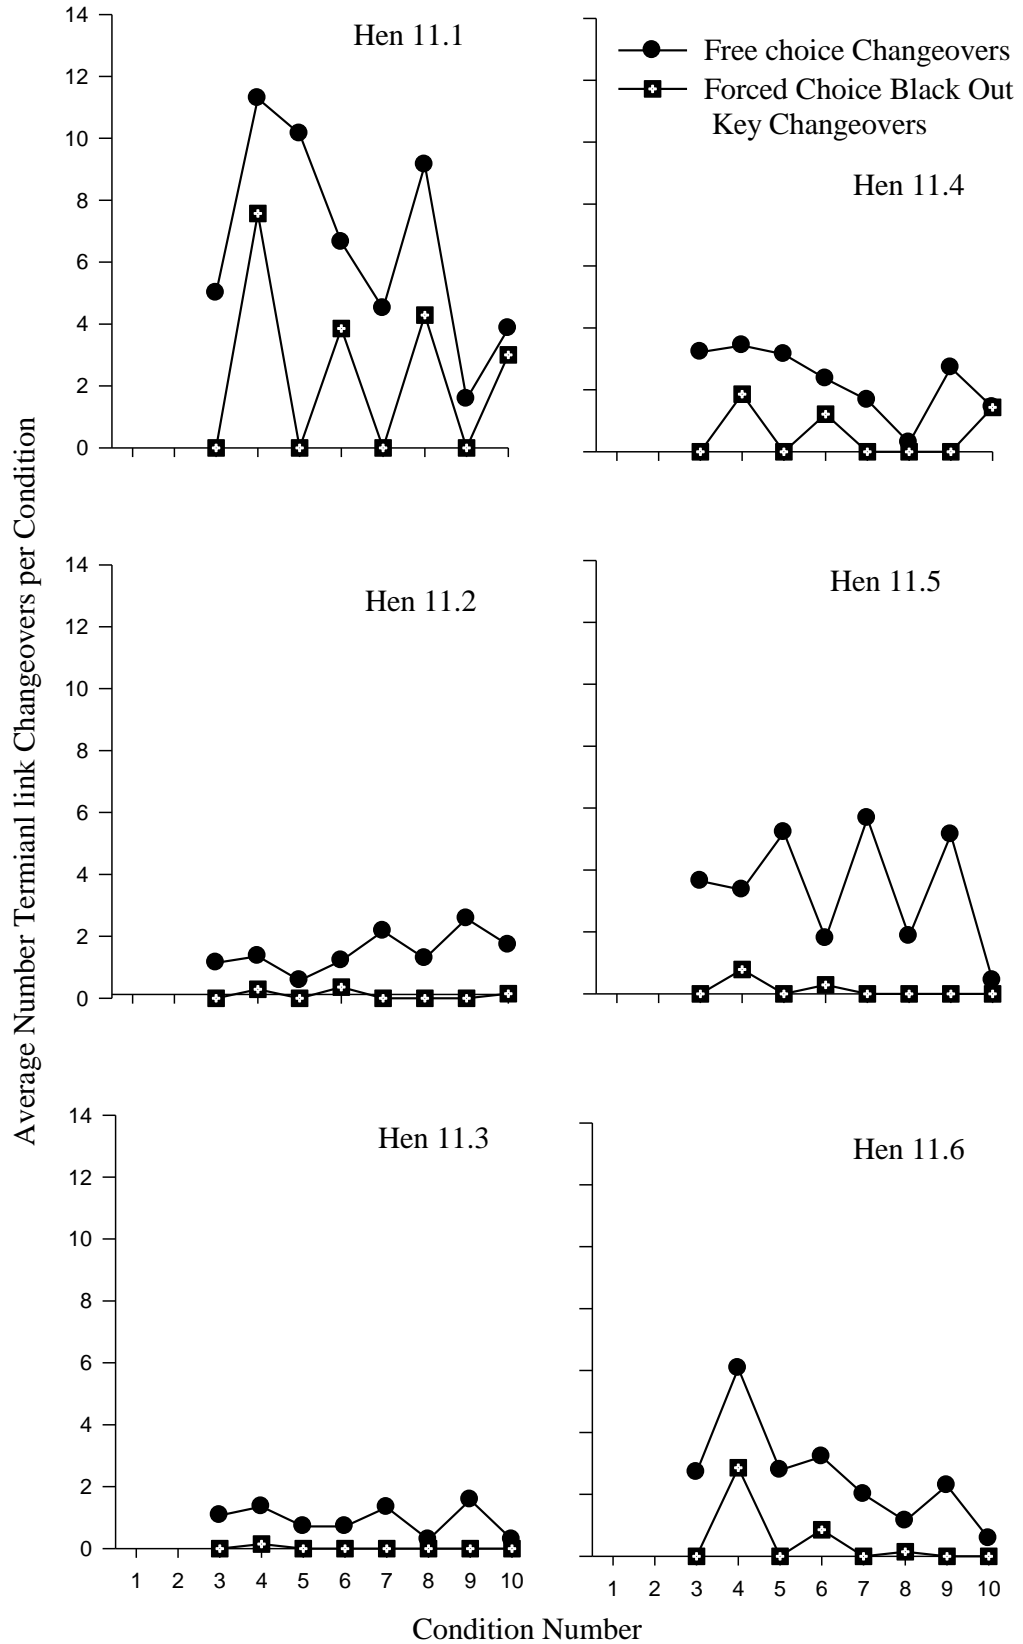 14
12
10
8
6
4
2
0
Hen 11.1
Free choice Changeovers
Forced Choice Black Out
Key Changeovers
Hen 11.4
Average Number Termianl link Changeovers per Condition
14
12
10
8
6
4
2
0
Hen 11.2
Hen 11.5
14
12
10
8
6
4
2
0
Hen 11.3
1 2 3 4 5 6 7 8 9 10
Hen 11.6
1 2 3 4 5 6 7 8 9 10
Condition Number